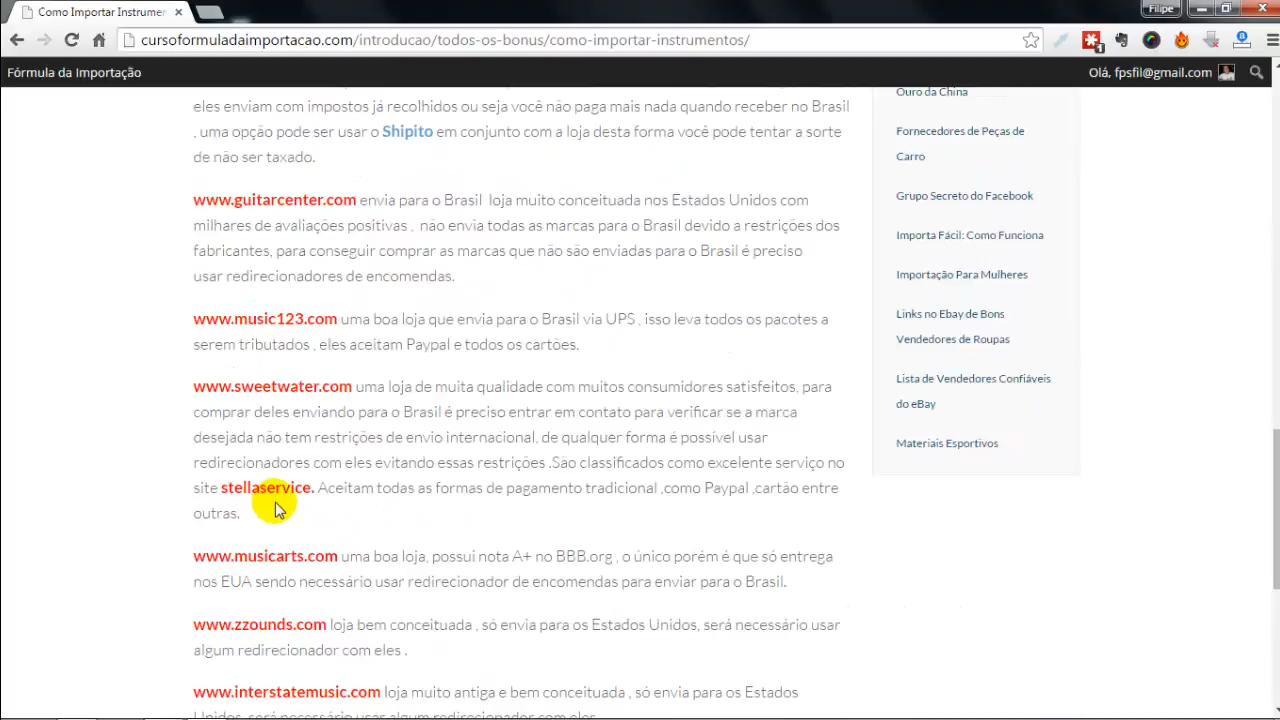 Como Importar Instrumen
Filipe
cursoformuladaimportacao.com/introducao/todos-os-bonus/como-importar-instrumentos/
Fórmula da Importação
Olá, fpsfil@gmail.com
eles enviam com impostos já recolhidos ou seja você não paga mais nada quando receber no Brasil
, uma opção pode ser usar o Shipito em conjunto com a loja desta forma você pode tentar a sorte
de não ser taxado.
www.guitarcenter.com envia para o Brasil loja muito conceituada nos Estados Unidos com
milhares de avaliações positivas , não envia todas as marcas para o Brasil devido a restrições dos
fabricantes, para conseguir comprar as marcas que não são enviadas para o Brasil é preciso
usar redirecionadores de encomendas.
www.music123.com uma boa loja que envia para o Brasil via UPS , isso leva todos os pacotes a
serem tributados , eles aceitam Paypal e todos os cartões.
www.sweetwater.com uma loja de muita qualidade com muitos consumidores satisfeitos, para
comprar deles enviando para o Brasil é preciso entrar em contato para verificar se a marca
desejada não tem restrições de envio internacional, de qualquer forma é possível usar
redirecionadores com eles evitando essas restrições .São classificados como excelente serviço no
site stellaservice. Aceitam todas as formas de pagamento tradicional ,como Paypal ,cartão entre
outras.
www.musicarts.com uma boa loja, possui nota A+ no BBB.org , o único porém é que só entrega
nos EUA sendo necessário usar redirecionador de encomendas para enviar para o Brasil.
www.zzounds.com loja bem conceituada , só envia para os Estados Unidos, será necessário usar
algum redirecionador com eles .
www.interstatemusic.com loja muito antiga e bem conceituada , só envia para os Estados
Unidos, será necessário usar algum redirecionador com eles
Ouro da China
Fornecedores de Peças de
Carro
Grupo Secreto do Facebook
Importa Fácil: Como Funciona
Importação Para Mulheres
Links no Ebay de Bons
Vendedores de Roupas
Lista de Vendedores Confiáveis
do eBay
Materiais Esportivos